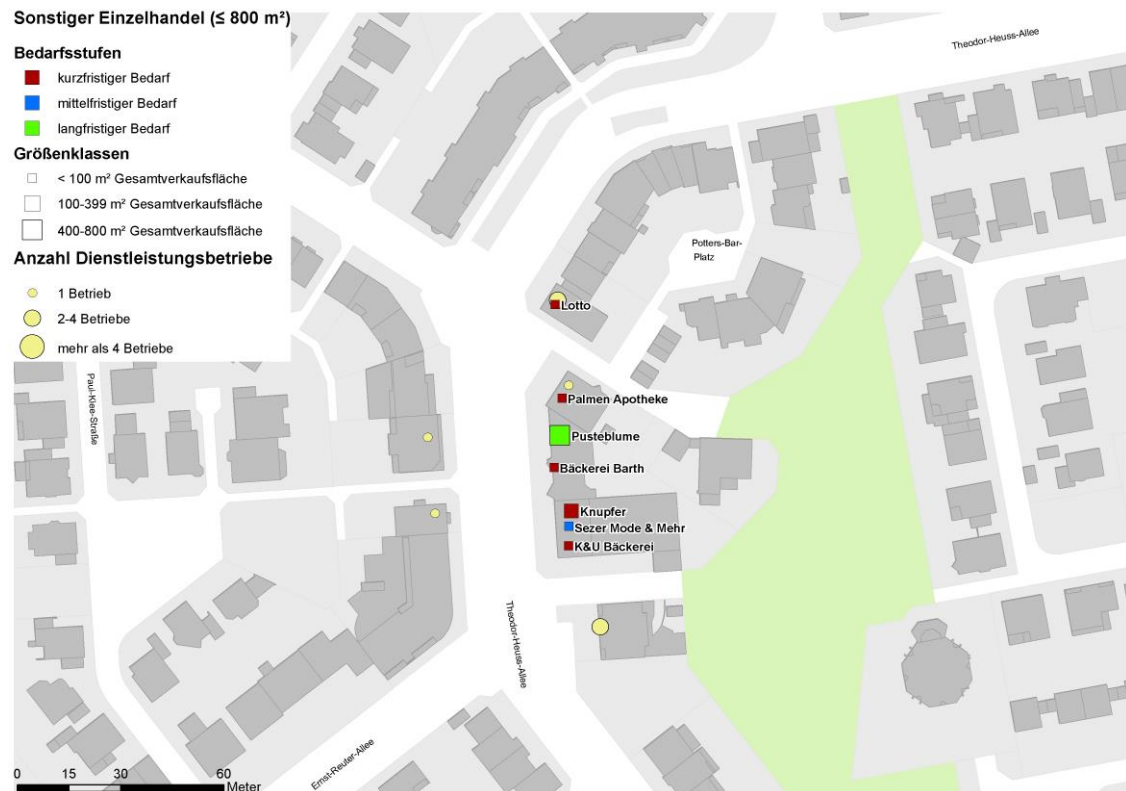 Sonstiger Einzelhandel (≤ 800 m²)
Bedarfsstufen
kurzfristiger Bedarf
mittelfristiger Bedarf
langfristiger Bedarf
Größenklassen
< 100 m² Gesamtverkaufsfläche
100-399 m² Gesamtverkaufsfläche
400-800 m² Gesamtverkaufsfläche
Anzahl Dienstleistungsbetriebe
1 Betrieb
2-4 Betriebe
mehr als 4 Betriebe
Theodor-Heuss-Allee
Potters-Bar-
Platz
Lotto
Paul-Klee-Straße
Palmen Apotheke
Pusteblume
Bäckerei Barth
Knupfer
Sezer Mode & Mehr
K&U Bäckerei
Theodor-Heuss-Allee
Ernst-Reuter-Allee
0 15 30 60
Meter